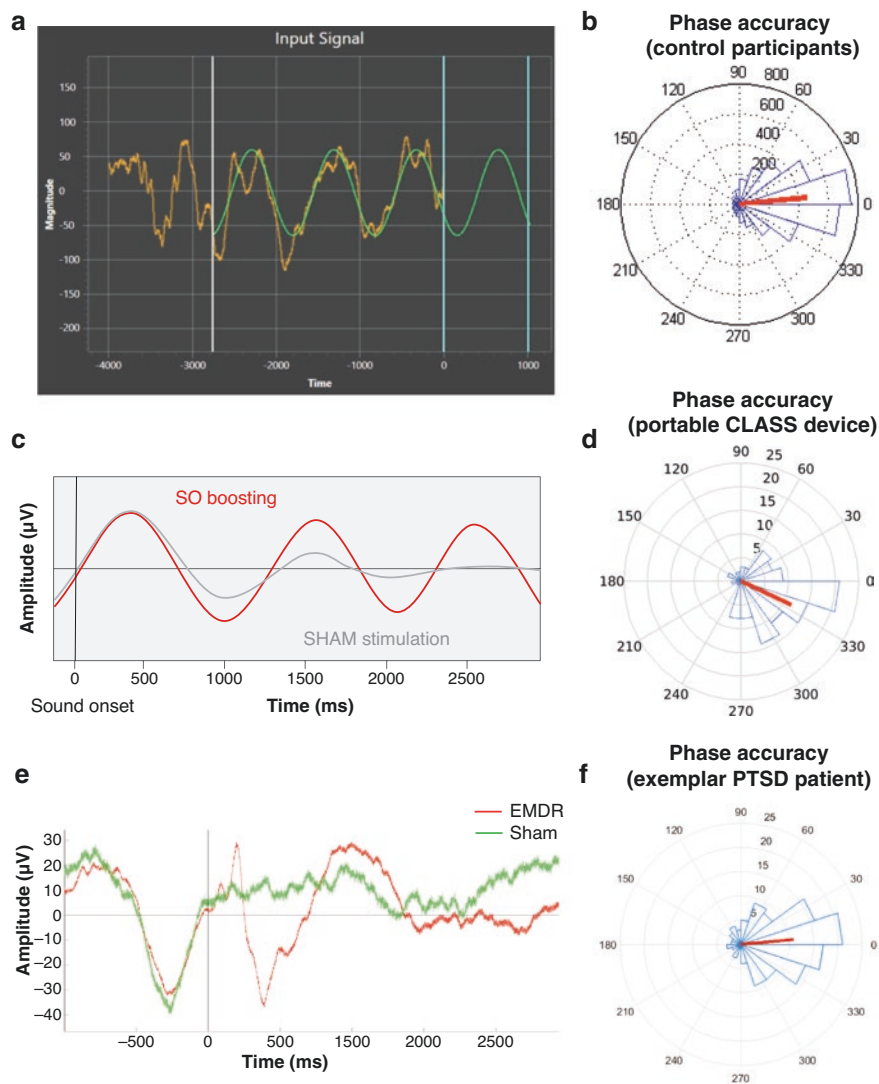 a
Input Signal
150
100
50
0
-50
-100
-150
-200
Magnitude
-4000 -3000 -2000 -1000 0 1000
Time
b
Phase accuracy
(control participants)
90
800
120 60
600
400
150 30
200
180 0
210 330
240 300
270
c
SO boosting
SHAM stimulation
Amplitude (µV)
0 500 1000 1500 2000 2500
Sound onset Time (ms)
Phase accuracy
(portable CLASS device)
d
90 25
120 60
20
15
150 30
10
5
180 0
210 330
240 300
270
e
EMDR
Sham
30
20
10
0
−10
−20
−30
−40
Amplitude (µV)
−500 0 500 1500 2000 2500
Time (ms)
Phase accuracy
(exemplar PTSD patient)
f
90 25
120 60
20
15
150 30
10
5
180 0
210 330
240 300
270